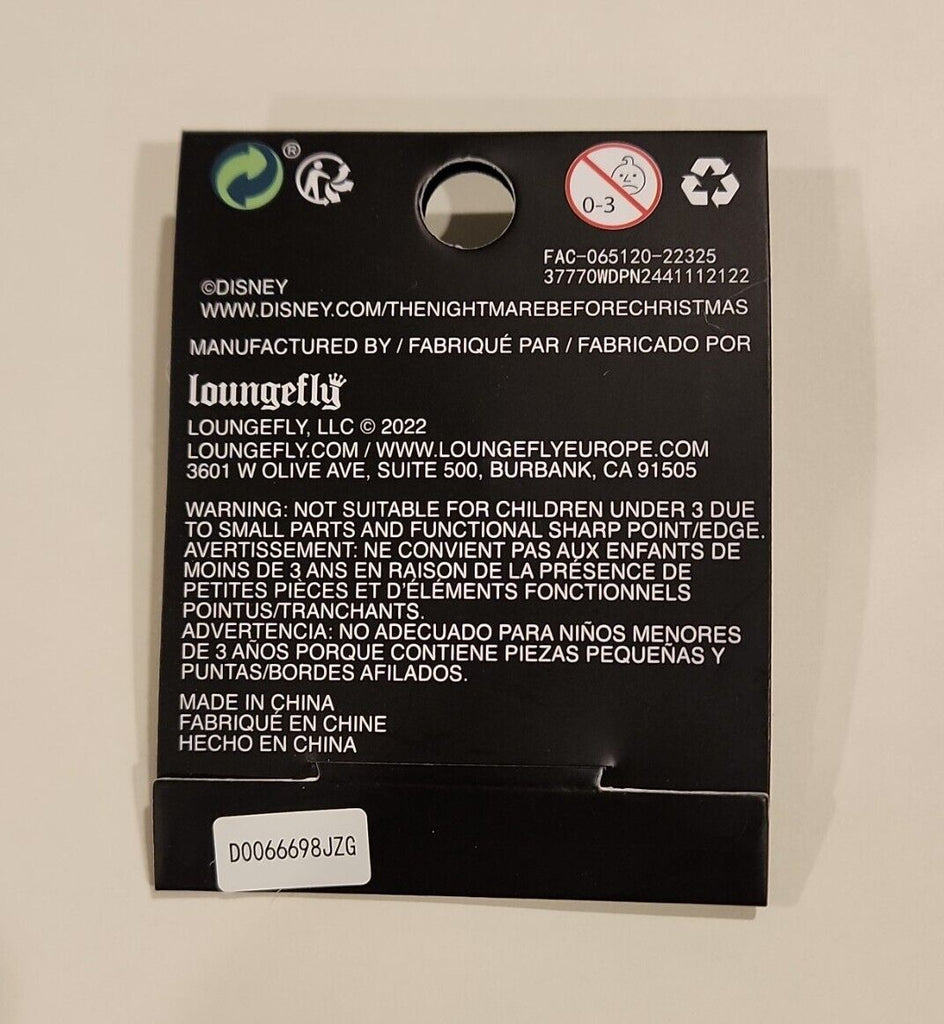 ®
0-3
FAC-065120-22325
37770WDPN2441112122
©DISNEY
WWW.DISNEY.COM/THENIGHTMAREBEFORECHRISTMAS
MANUFACTURED BY / FABRIQUÉ PAR / FABRICADO POR
loungefly
LOUNGEFLY, LLC © 2022
LOUNGEFLY.COM / WWW.LOUNGEFLYEUROPE.COM
3601 W OLIVE AVE, SUITE 500, BURBANK, CA 91505
WARNING: NOT SUITABLE FOR CHILDREN UNDER 3 DUE
TO SMALL PARTS AND FUNCTIONAL SHARP POINT/EDGE.
AVERTISSEMENT: NE CONVIENT PAS AUX ENFANTS DE
MOINS DE 3 ANS EN RAISON DE LA PRÉSENCE DE
PETITES PIÈCES ET D'ÉLÉMENTS FONCTIONNELS
POINTUS/TRANCHANTS.
ADVERTENCIA: NO ADECUADO PARA NIÑOS MENORES
DE 3 AÑOS PORQUE CONTIENE PIEZAS PEQUEÑAS Y
PUNTAS/BORDES AFILADOS.
MADE IN CHINA
FABRIQUÉ EN CHINE
HECHO EN CHINA
D0066698JZG